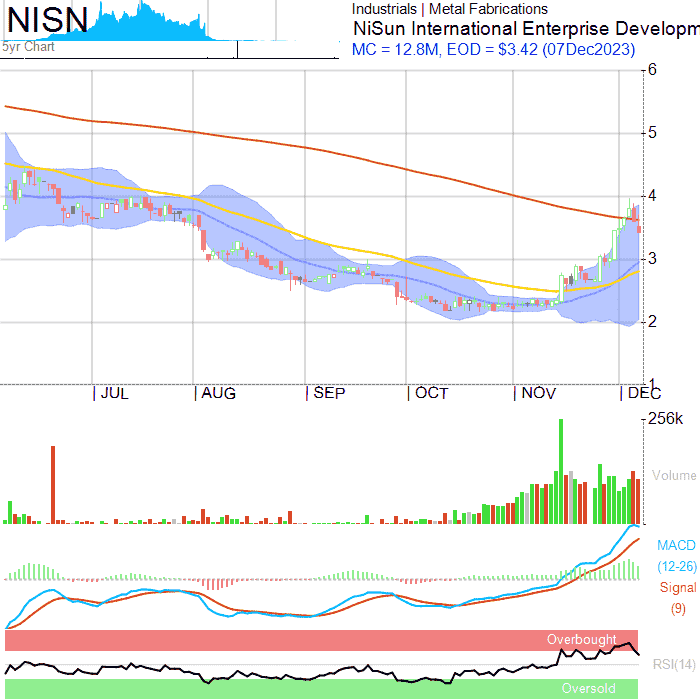 NISN
5yr Chart
Industrials | Metal Fabrications
NiSun International Enterprise Developm
MC = 12.8M, EOD = $3.42 (07Dec2023)
6
5
4
3
2
1
JUL AUG SEP OCT NOV DEC
256k
Volume
MACD
(12-26)
Signal
(9)
Overbought
RSI(14)
Oversold